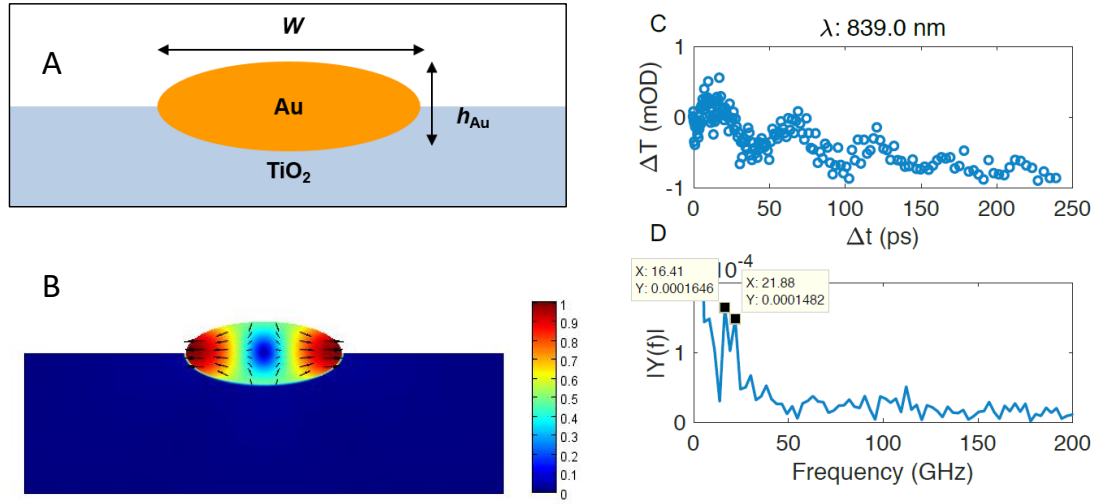 A
W
Au
h_Au
TiO₂
B
1
0.9
0.8
0.7
0.6
0.5
0.4
0.3
0.2
0.1
0
C
λ: 839.0 nm
ΔT (mOD)
1
0
-1
0 50 100 150 200 250
Δt (ps)
D
10⁻⁴
X: 16.41
Y: 0.0001646
X: 21.88
Y: 0.0001482
|Y(f)|
1
0
0 50 100 150 200
Frequency (GHz)